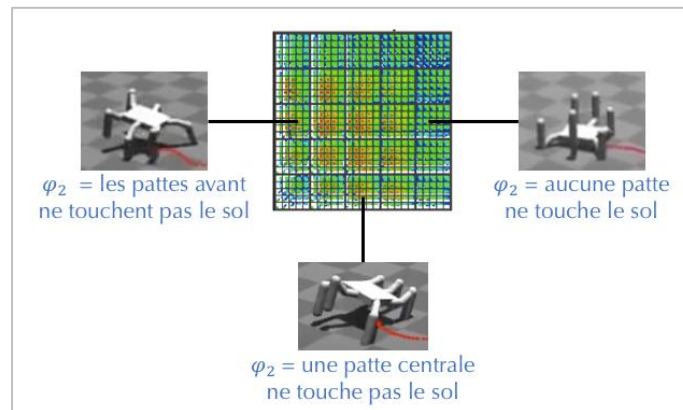 φ₂ = les pattes avant
ne touchent pas le sol
φ₂ = aucune patte
ne touche le sol
φ₂ = une patte centrale
ne touche pas le sol